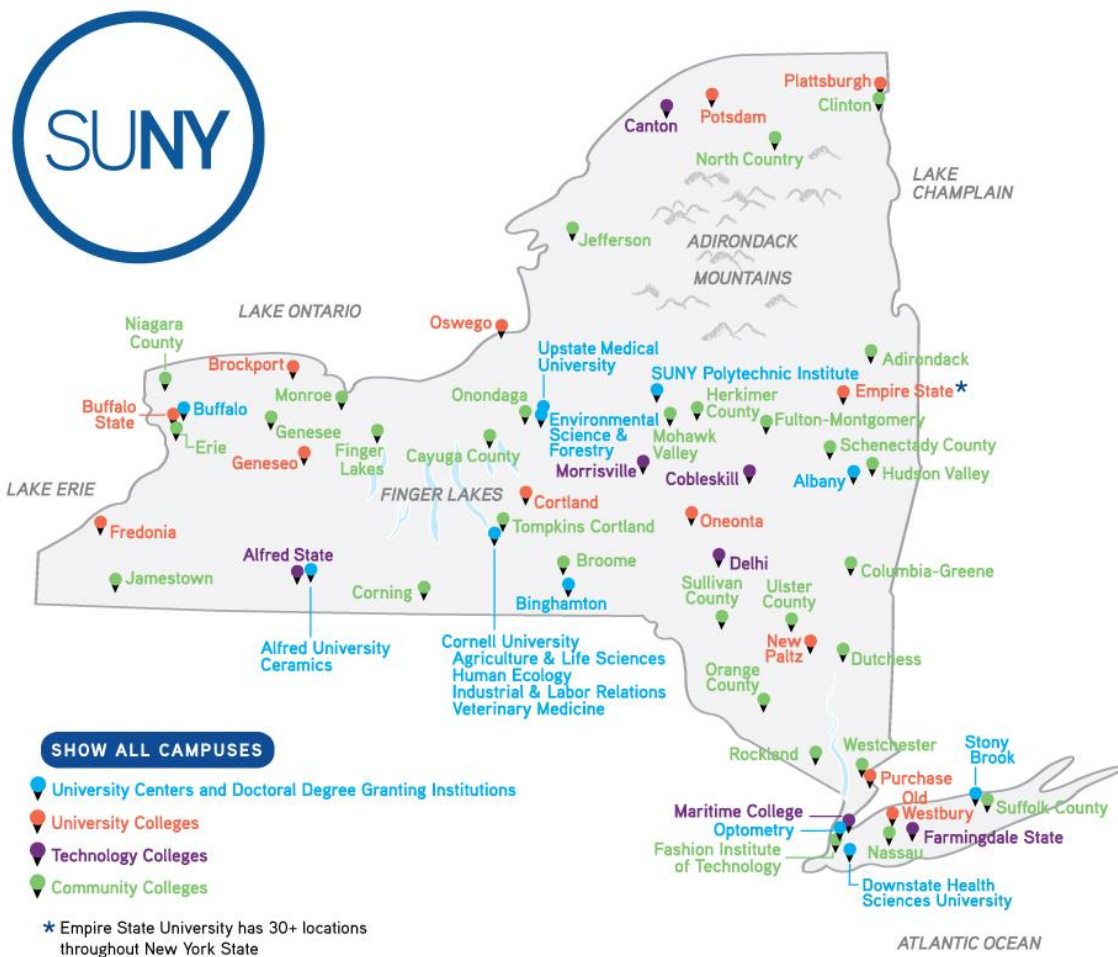 SUNY
Plattsburgh
Clinton
Canton
Potsdam
North Country
LAKE
CHAMPLAIN
Jefferson
ADIRONDACK
MOUNTAINS
LAKE ONTARIO
Oswego
Niagara
County
Brockport
Upstate Medical
University
SUNY Polytechnic Institute
Adirondack
Empire State*
Buffalo
State
Buffalo
Monroe
Onondaga
Herkimer
County
Erie
Genesee
Finger
Lakes
Cayuga County
Environmental
Science &
Forestry
Mohawk
Valley
Fulton-Montgomery
Schenectady County
Geneseo
Morrisville
Cobleskill
Albany
Hudson Valley
LAKE ERIE
FINGER LAKES
Cortland
Fredonia
Tompkins Cortland
Oneonta
Alfred State
Jamestown
Corning
Broome
Binghamton
Delhi
Columbia-Greene
Sullivan
County
Ulster
County
Alfred University
Ceramics
Cornell University
Agriculture & Life Sciences
Human Ecology
Industrial & Labor Relations
Veterinary Medicine
New
Paltz
Dutchess
Orange
County
Rockland
Westchester
Stony
Brook
Purchase
Old
Westbury
Suffolk County
Maritime College
Optometry
Fashion Institute
of Technology
Nassau
Farmingdale State
Downstate Health
Sciences University
ATLANTIC OCEAN
SHOW ALL CAMPUSES
University Centers and Doctoral Degree Granting Institutions
University Colleges
Technology Colleges
Community Colleges
* Empire State University has 30+ locations
throughout New York State